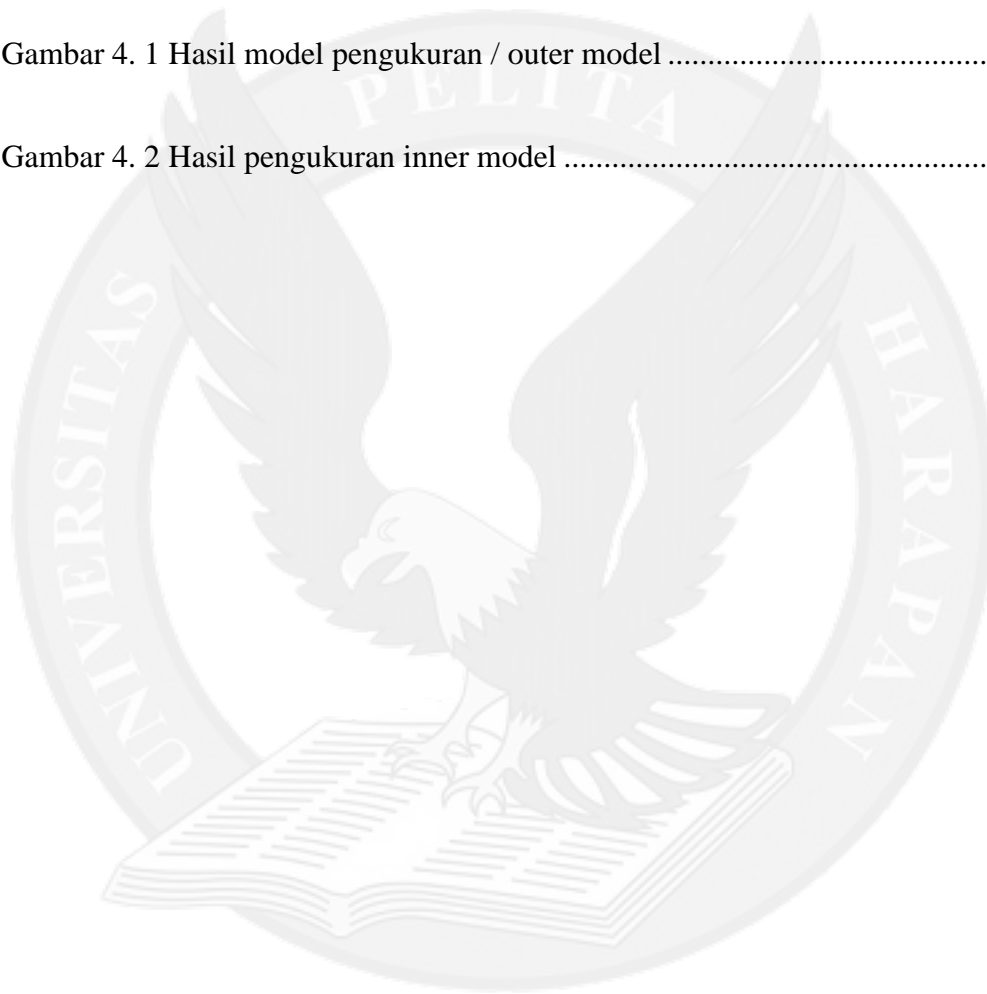 Gambar 4. 1 Hasil model pengukuran / outer model ........................................
Gambar 4. 2 Hasil pengukuran inner model .....................................................
UNIVERSITAS PELITA HARAPAN